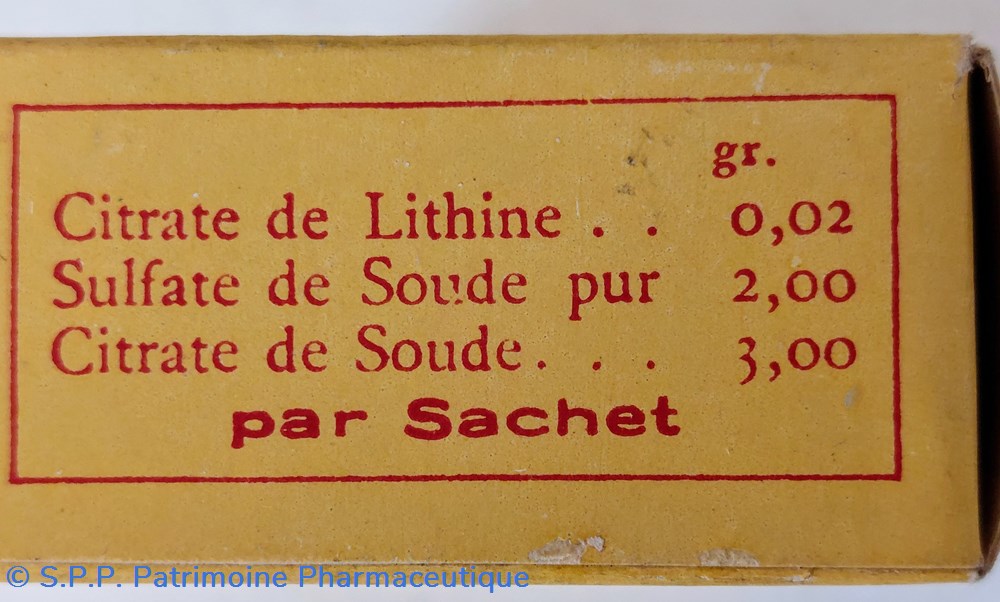 gr.
Citrate de Lithine . . 0,02
Sulfate de Soude pur 2,00
Citrate de Soude. . . 3,00
par Sachet
© S.P.P. Patrimoine Pharmaceutique